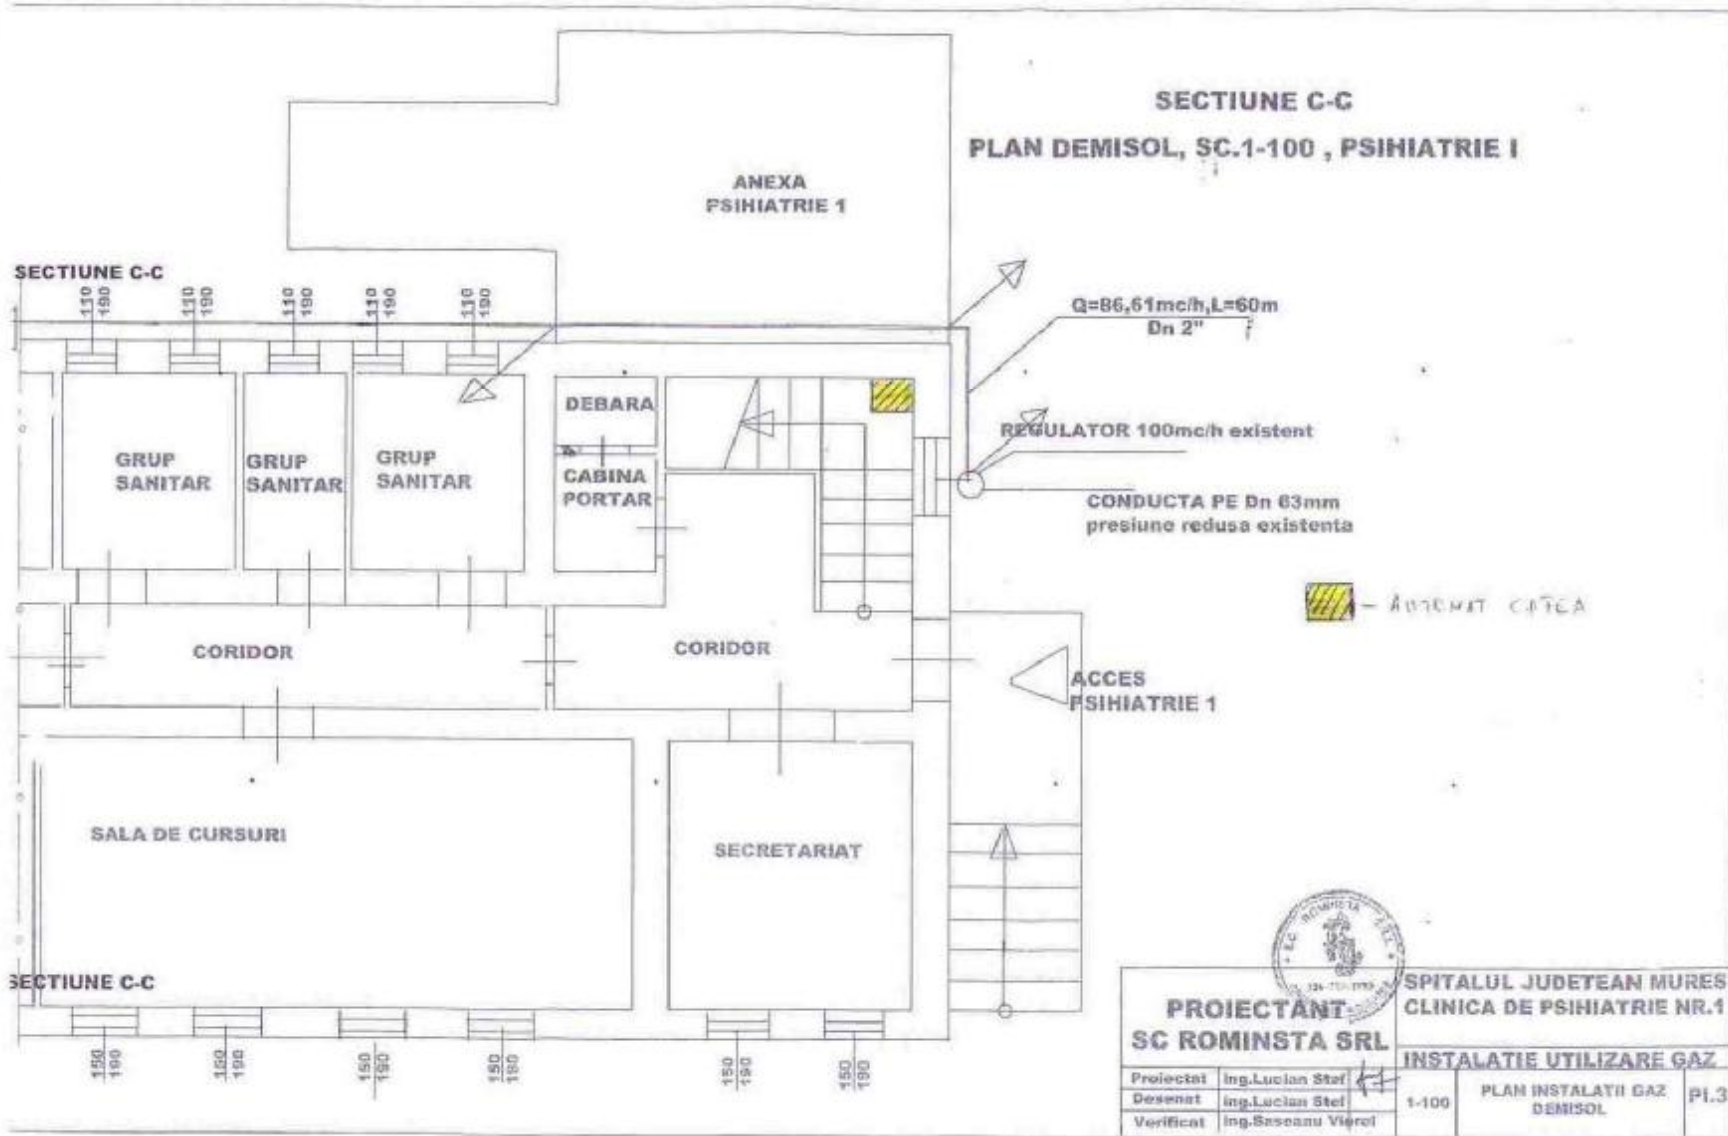 SECTIUNE C-C
PLAN DEMISOL, SC.1-100 , PSIHIATRIE I
ANEXA
PSIHIATRIE 1
SECTIUNE C-C
110
190
110
190
110
190
110
190
110
190
Q=86,61mc/h,L=60m
Dn 2"
REGULATOR 100mc/h existent
CONDUCTA PE Dn 63mm
presiune redusa existenta
DEBARA
CABINA
PORTAR
GRUP
SANITAR
GRUP
SANITAR
GRUP
SANITAR
CORIDOR
CORIDOR
ACCES
PSIHIATRIE 1
SALA DE CURSURI
SECRETARIAT
SECTIUNE C-C
150
190
150
190
150
190
150
190
150
190
150
190
PROIECTANT
SC ROMINSTA SRL
SPITALUL JUDETEAN MURES
CLINICA DE PSIHIATRIE NR.1
INSTALATIE UTILIZARE GAZ
Proiectat ing.Lucian Stef
Desenat ing.Lucian Stef
Verificat ing.Baseanu Viorel
1-100
PLAN INSTALATII GAZ
DEMISOL
Pl.3